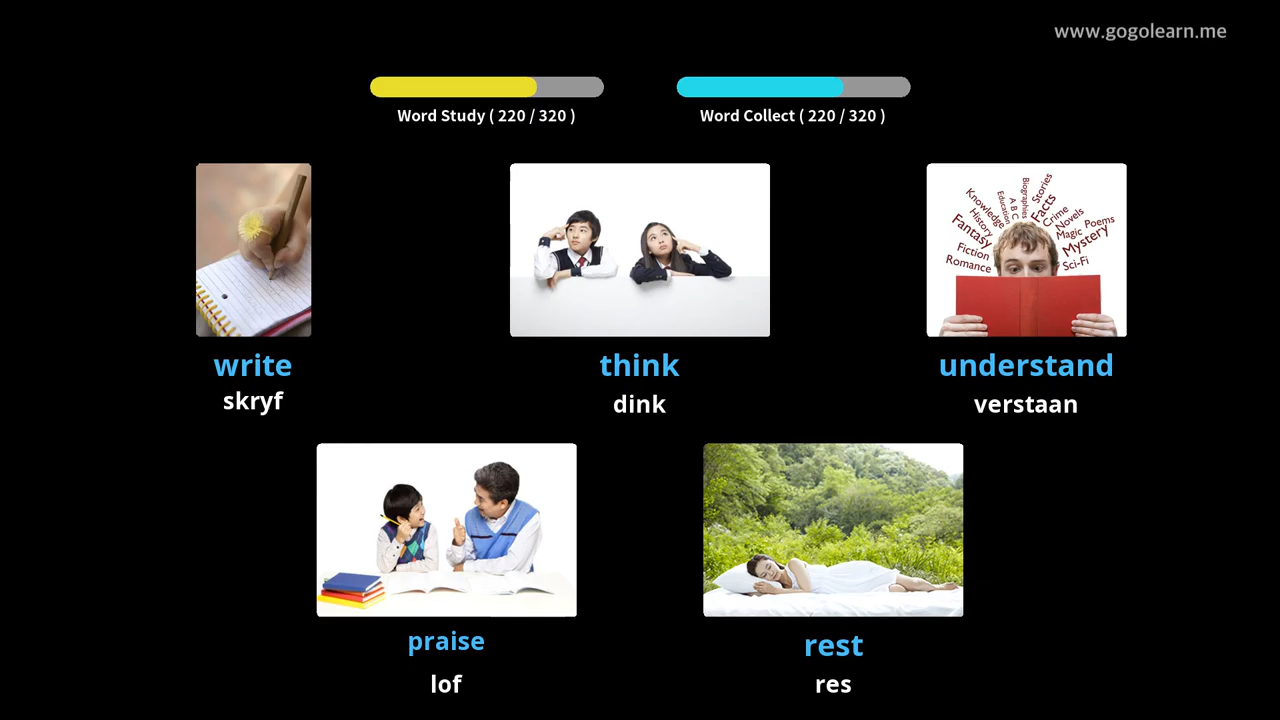 www.gogolearn.me
Word Study ( 220 / 320 )
Word Collect ( 220 / 320 )
Knowledge
History
Fantasy
Fiction
Romance
Education
A B C
Biographies
Stories
Facts
Crime
Novels
Magic
Poems
Mystery
Sci-Fi
write
skryf
think
dink
understand
verstaan
praise
lof
rest
res